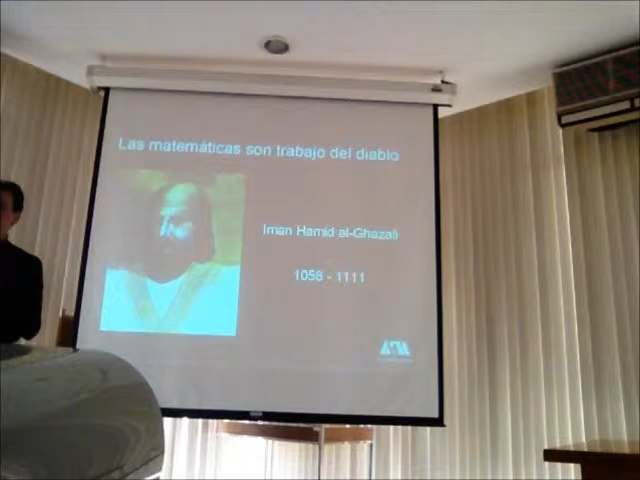 Las matemáticas son trabajo del diablo
Iman Hamid al-Ghazali
1058 - 1111